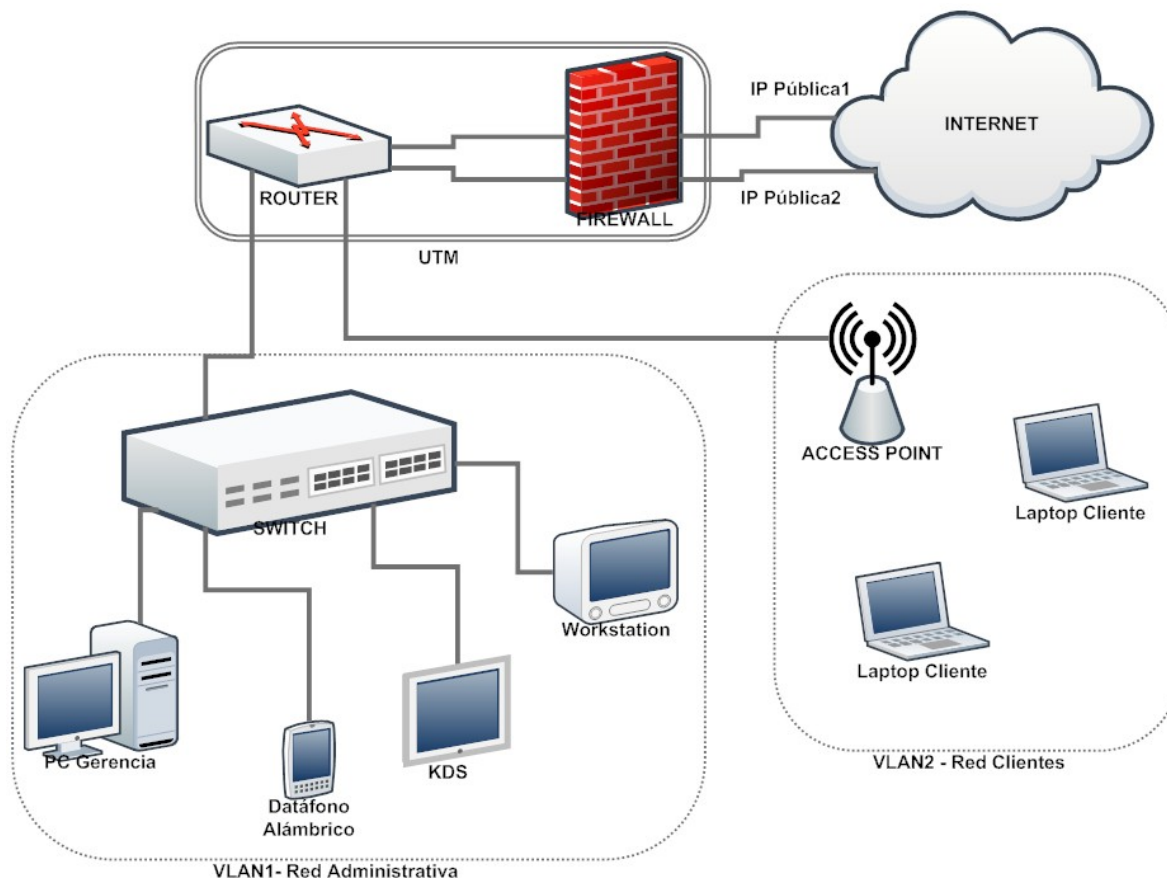 IP Pública1
INTERNET
ROUTER
IP Pública2
FIREWALL
UTM
ACCESS POINT
Laptop Cliente
SWITCH
Workstation
Laptop Cliente
PC Gerencia
KDS
VLAN2 - Red Clientes
Datáfono
Alámbrico
VLAN1- Red Administrativa